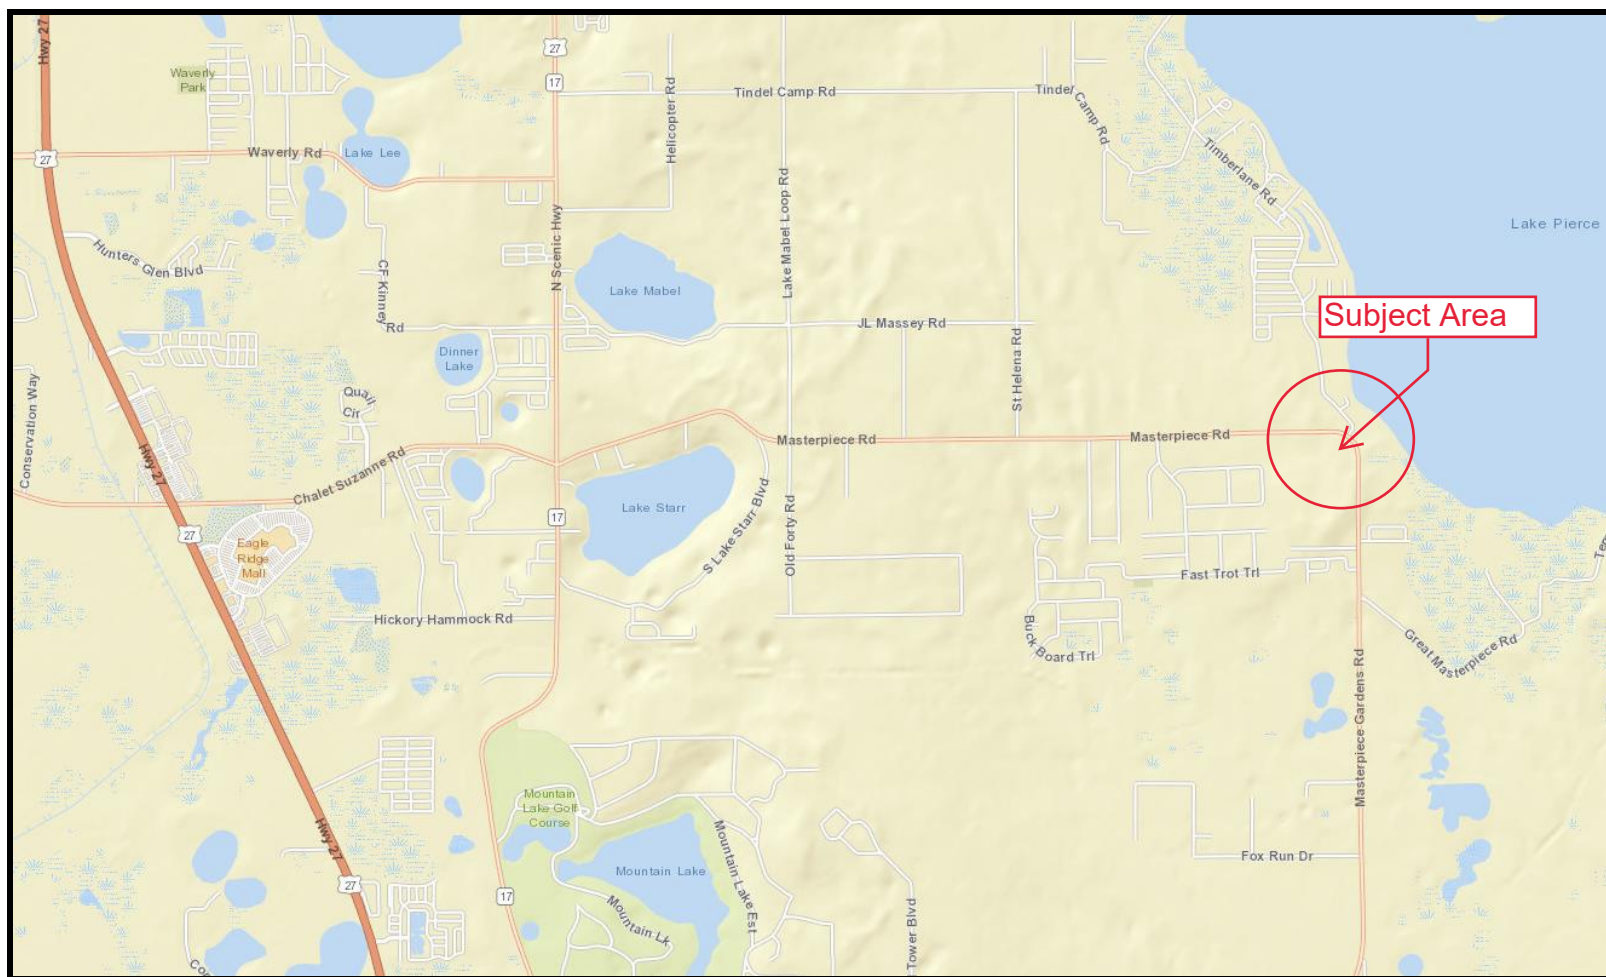 Hwy 27
27
Waverly
Park
17
Helicopter Rd
Tindel Camp Rd
Tindel Camp Rd
27
Waverly Rd
Lake Lee
Timberlane Rd
Lake Pierce
Hunters Glen Blvd
CF Kinney
Rd
N Scenic Hwy
Lake Mabel Loop Rd
Lake Mabel
JL Massey Rd
Subject Area
St Helena Rd
Dinner
Lake
Quail
Cir
Conservation Way
Hwy 27
Chalet Suzanne Rd
Masterpiece Rd
Masterpiece Rd
Lake Starr
S Lake Starr Blvd
Old Forty Rd
17
27
Eagle
Ridge
Mall
Fast Trot Trl
Hickory Hammock Rd
Buck Board Trl
Great Masterpiece Rd
Masterpiece Gardens Rd
Mountain
Lake Golf
Course
Hwy 27
27
Mountain Lake
Mountain Lake Est
Fox Run Dr
17
Mountain Lk
Tower Blvd